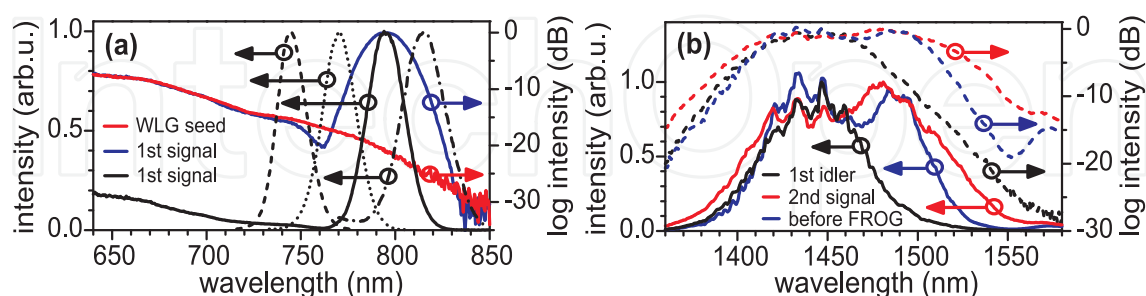 (a)
intensity (arb.u.)
1.0
0.5
0.0
WLG seed
1st signal
1st signal
650 700 750 800 850
wavelength (nm)
0
-10
-20
-30
log intensity (dB)
(b)
intensity (arb.u.)
1.0
0.5
0.0
1st idler
2nd signal
before FROG
1400 1450 1500 1550
wavelength (nm)
0
-10
-20
-30
log intensity (dB)